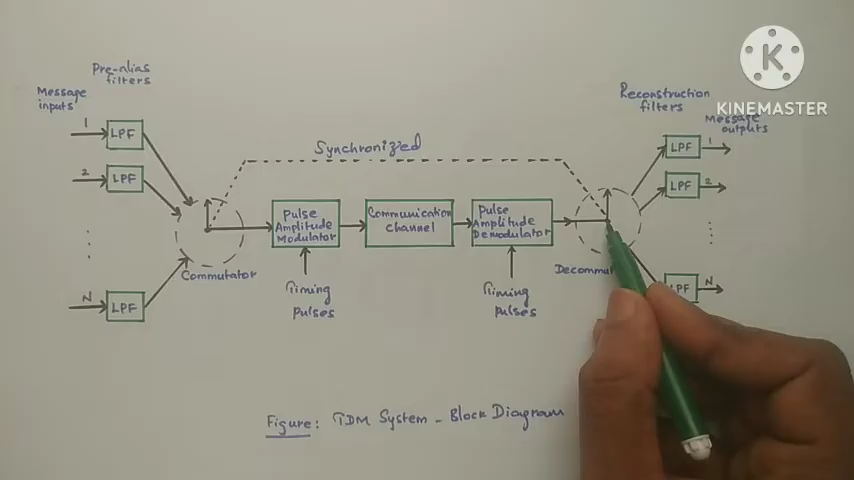 K
KINEMASTER
Pre-alias
filters
Message
inputs
Reconstruction
filters
Message
outputs
Synchronized
1
LPF
2
LPF
N
LPF
Commutator
Pulse
Amplitude
Modulator
Communication
Channel
Pulse
Amplitude
Demodulator
Timing
pulses
Timing
pulses
Decommu
LPF
1
LPF
2
LPF
N
Figure: TDM System - Block Diagram